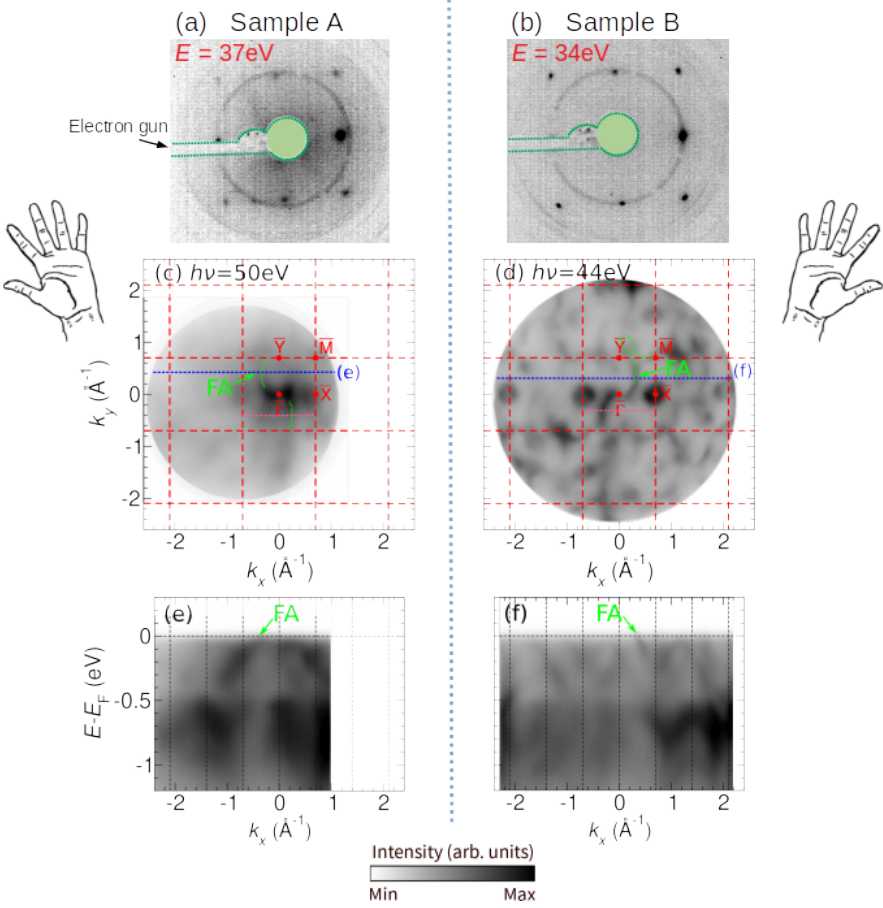 (a) Sample A
(b) Sample B
E = 37eV
E = 34eV
Electron gun
(c) hν=50eV
(d) hν=44eV
2
1
0
-1
-2
k_y (Å⁻¹)
Ȳ
M̄
X̄
Γ̄
FA
(e)
-2 -1 0 1 2
k_x (Å⁻¹)
Ȳ
M̄
X̄
Γ̄
FA
(f)
-2 -1 0 1 2
k_x (Å⁻¹)
(e)
FA
0
-0.5
-1
E-E_F (eV)
-2 -1 0 1 2
k_x (Å⁻¹)
(f)
FA
-2 -1 0 1 2
k_x (Å⁻¹)
Intensity (arb. units)
Min Max